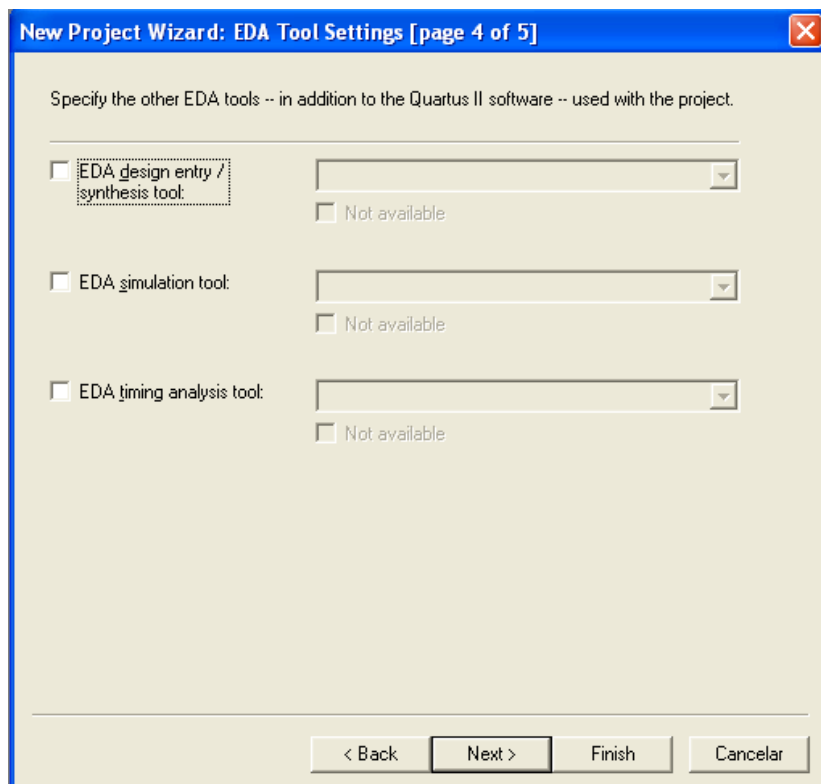 New Project Wizard: EDA Tool Settings [page 4 of 5]
Specify the other EDA tools -- in addition to the Quartus II software -- used with the project.
EDA design entry /
synthesis tool:
Not available
EDA simulation tool:
Not available
EDA timing analysis tool:
Not available
< Back Next > Finish Cancelar